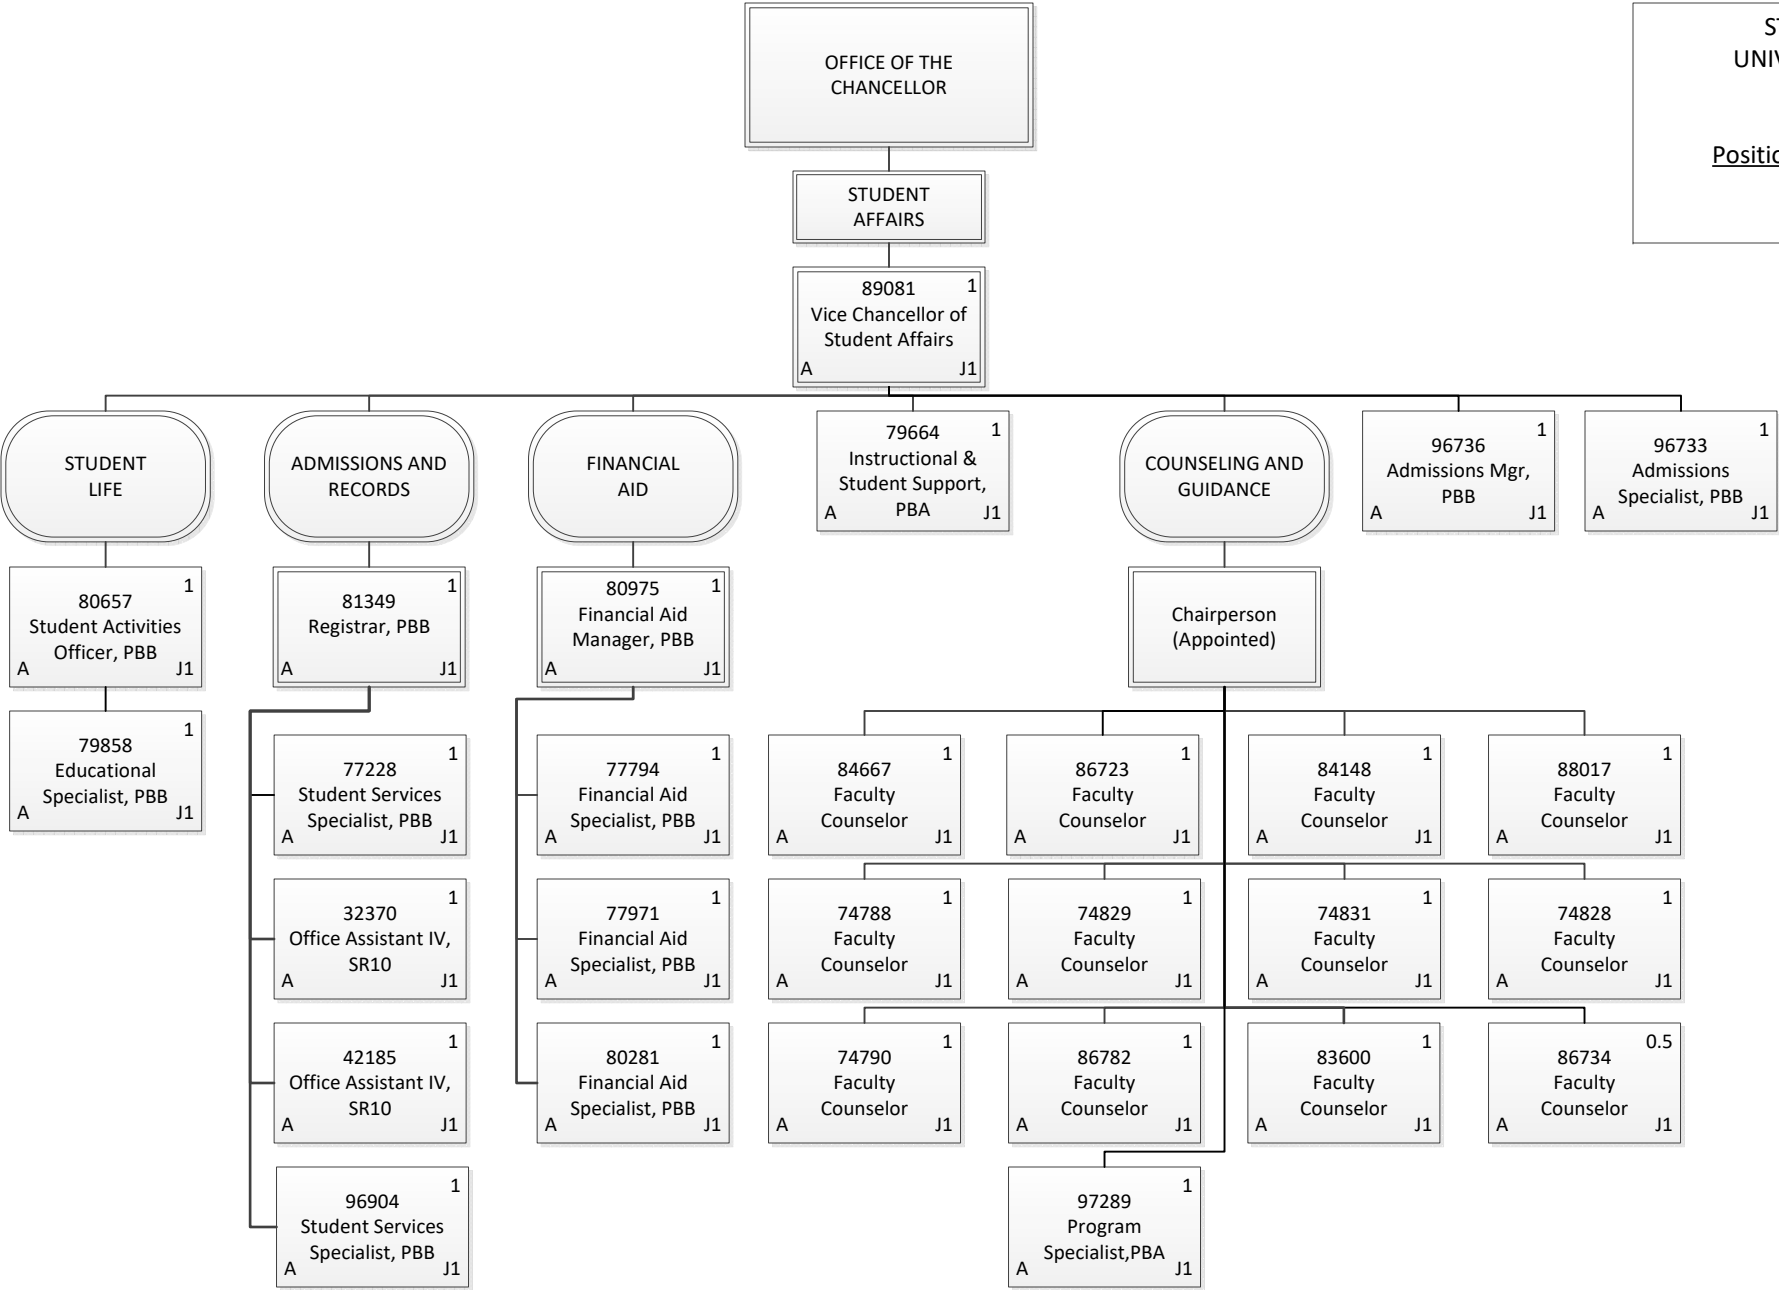 OFFICE OF THE
CHANCELLOR
Positio
STUDENT
AFFAIRS
89081 1
Vice Chancellor of
Student Affairs
A J1
STUDENT
LIFE
ADMISSIONS AND
RECORDS
FINANCIAL
AID
79664 1
Instructional &
Student Support,
PBA
A J1
COUNSELING AND
GUIDANCE
96736 1
Admissions Mgr,
PBB
A J1
96733 1
Admissions
Specialist, PBB
A J1
80657 1
Student Activities
Officer, PBB
A J1
81349 1
Registrar, PBB
A J1
80975 1
Financial Aid
Manager, PBB
A J1
Chairperson
(Appointed)
79858 1
Educational
Specialist, PBB
A J1
77228 1
Student Services
Specialist, PBB
A J1
77794 1
Financial Aid
Specialist, PBB
A J1
84667 1
Faculty
Counselor
A J1
86723 1
Faculty
Counselor
A J1
84148 1
Faculty
Counselor
A J1
88017 1
Faculty
Counselor
A J1
32370 1
Office Assistant IV,
SR10
A J1
77971 1
Financial Aid
Specialist, PBB
A J1
74788 1
Faculty
Counselor
A J1
74829 1
Faculty
Counselor
A J1
74831 1
Faculty
Counselor
A J1
74828 1
Faculty
Counselor
A J1
42185 1
Office Assistant IV,
SR10
A J1
80281 1
Financial Aid
Specialist, PBB
A J1
74790 1
Faculty
Counselor
A J1
86782 1
Faculty
Counselor
A J1
83600 1
Faculty
Counselor
A J1
86734 0.5
Faculty
Counselor
A J1
96904 1
Student Services
Specialist, PBB
A J1
97289 1
Program
Specialist,PBA
A J1